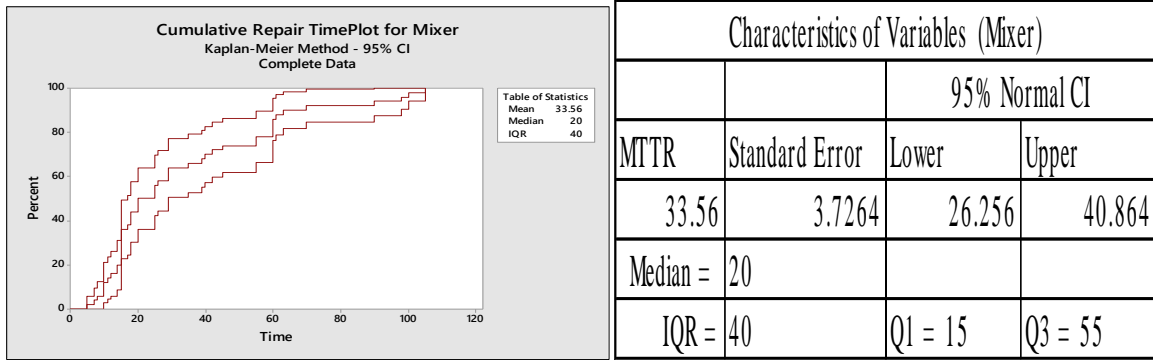 Cumulative Repair TimePlot for Mixer
Kaplan-Meier Method - 95% CI
Complete Data
Table of Statistics
Mean 33.56
Median 20
IQR 40
Percent
100
80
60
40
20
0
0 20 40 60 80 100 120
Time
Characteristics of Variables (Mixer)
95% Normal CI
MTTR Standard Error Lower Upper
33.56 3.7264 26.256 40.864
Median = 20
IQR = 40 Q1 = 15 Q3 = 55